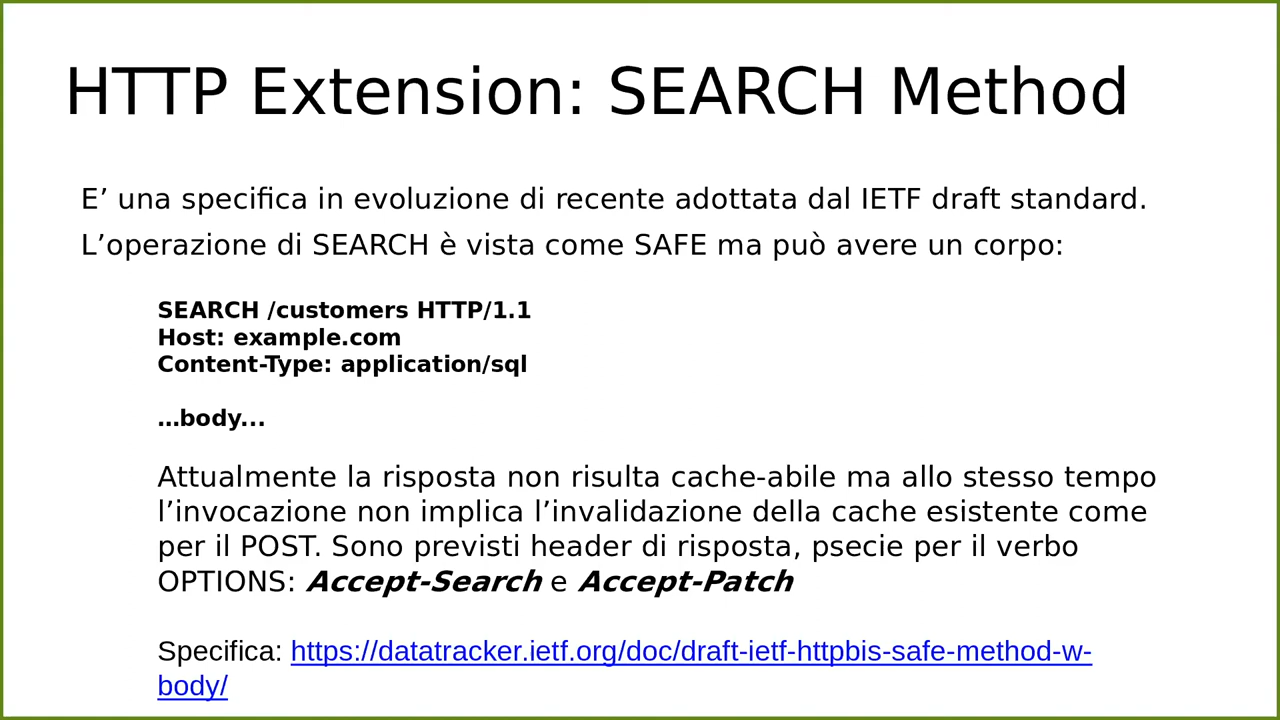 HTTP Extension: SEARCH Method
E’ una specifica in evoluzione di recente adottata dal IETF draft standard.
L’operazione di SEARCH è vista come SAFE ma può avere un corpo:
SEARCH /customers HTTP/1.1
Host: example.com
Content-Type: application/sql
…body...
Attualmente la risposta non risulta cache-abile ma allo stesso tempo
l’invocazione non implica l’invalidazione della cache esistente come
per il POST. Sono previsti header di risposta, psecie per il verbo
OPTIONS: Accept-Search e Accept-Patch
Specifica: https://datatracker.ietf.org/doc/draft-ietf-httpbis-safe-method-w-
body/